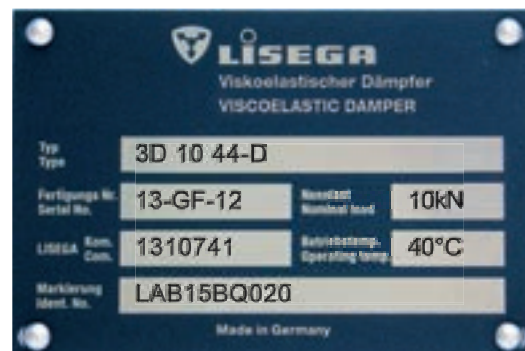 LISEGA
Viskoelastischer Dämpfer
VISCOELASTIC DAMPER
Typ
Type
3D 10 44-D
Fertigungs Nr.
Serial No.
13-GF-12
Nennlast
Nominal load
10kN
LISEGA Kom.
Com.
1310741
Betriebstemp.
Operating temp.
40°C
Markierung
Ident. No.
LAB15BQ020
Made in Germany